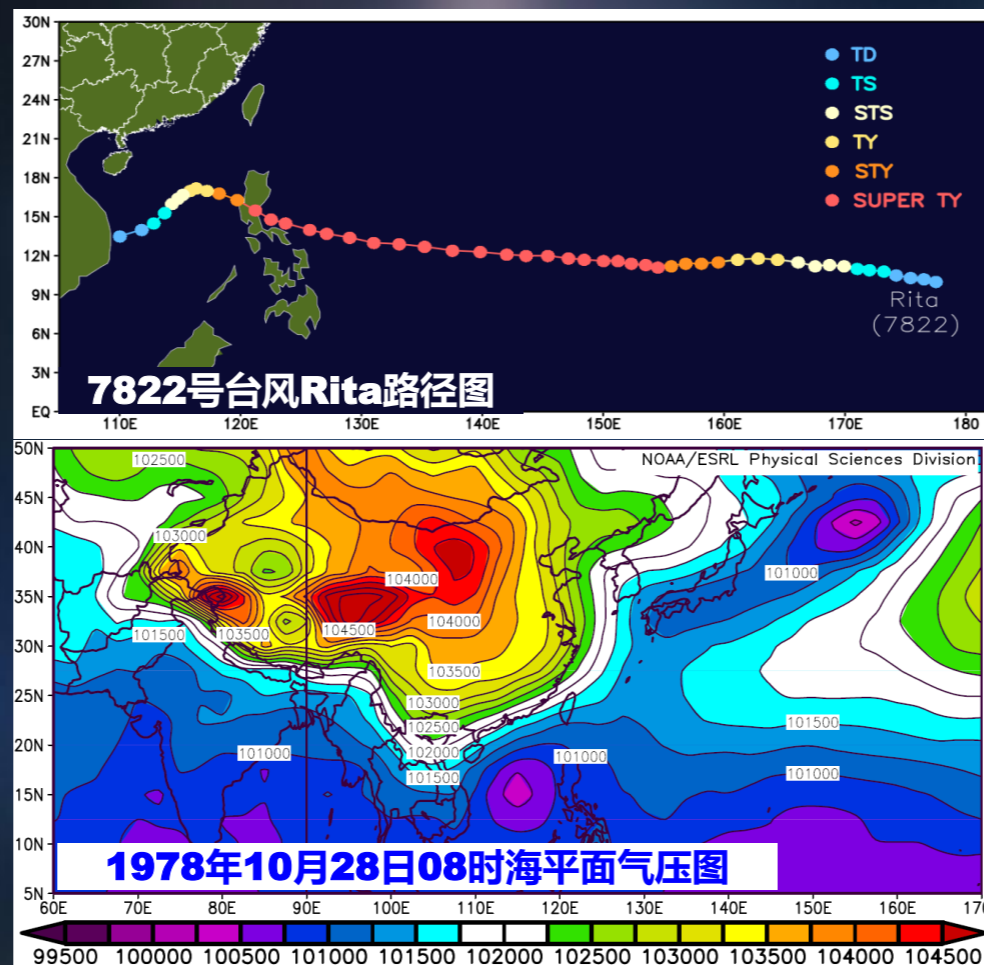 30N
27N
24N
21N
18N
15N
12N
9N
6N
3N
EQ
TD
TS
STS
TY
STY
SUPER TY
Rita
(7822)
7822号台风Rita路径图
110E 120E 130E 140E 150E 160E 170E 180
NOAA/ESRL Physical Sciences Division
50N
45N
40N
35N
30N
25N
20N
15N
10N
5N
102500
103000
104000
101000
104500
104000
101500
103500
103500
103000
102500
101500
102000
101000
101000
101500
101000
1978年10月28日08时海平面气压图
60E 70E 80E 90E 100E 110E 120E 130E 140E 150E 160E 170
99500 100000 100500 101000 101500 102000 102500 103000 103500 104000 104500